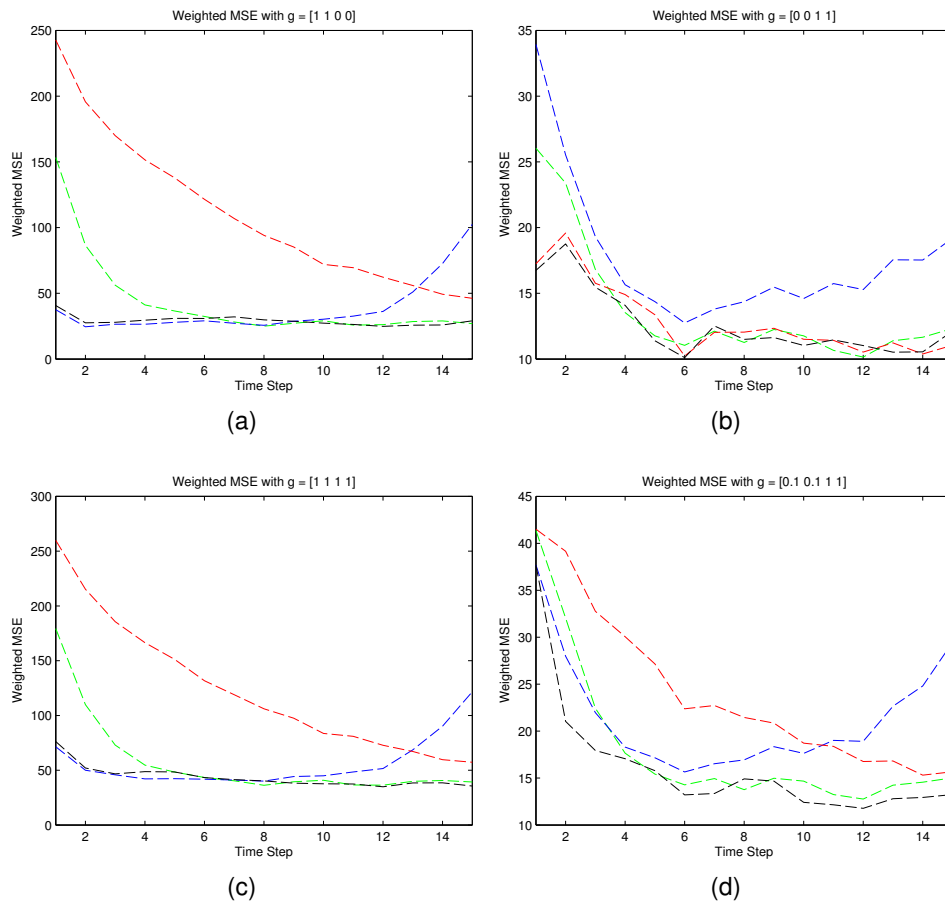 Weighted MSE with g = [1 1 0 0]
250
200
150
100
50
0
Weighted MSE
2 4 6 8 10 12 14
Time Step
(a)
Weighted MSE with g = [0 0 1 1]
35
30
25
20
15
10
Weighted MSE
2 4 6 8 10 12 14
Time Step
(b)
Weighted MSE with g = [1 1 1 1]
300
250
200
150
100
50
0
Weighted MSE
2 4 6 8 10 12 14
Time Step
(c)
Weighted MSE with g = [0.1 0.1 1 1]
45
40
35
30
25
20
15
10
Weighted MSE
2 4 6 8 10 12 14
Time Step
(d)